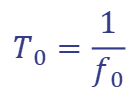 T₀ = 1/f₀